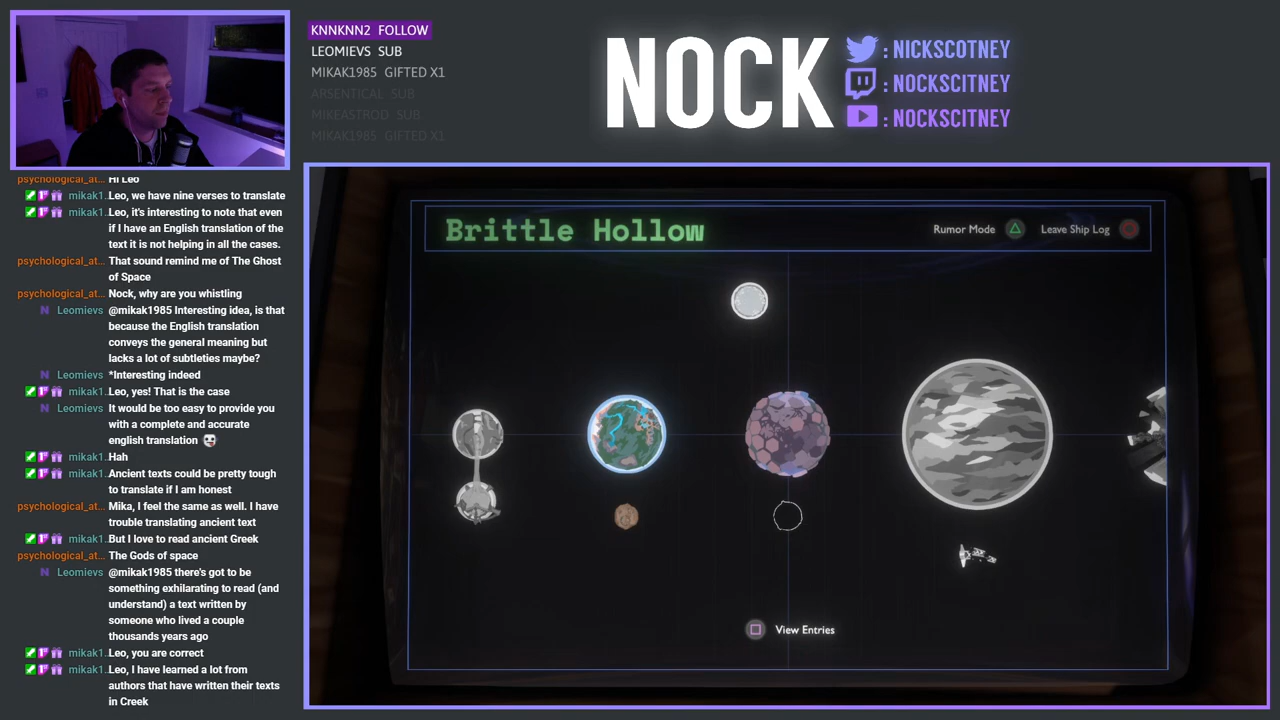 KNNKNN2 FOLLOW
LEOMIEVS SUB
MIKAK1985 GIFTED X1
ARSENTICAL SUB
MIKEASTROD SUB
MIKAK1985 GIFTED X1
NOCK
: NICKSCOTNEY
: NOCKSCITNEY
: NOCKSCITNEY
psychological_at... Hi Leo
mikak1... Leo, we have nine verses to translate
mikak1... Leo, it's interesting to note that even
if I have an English translation of the
text it is not helping in all the cases.
psychological_at... That sound remind me of The Ghost
of Space
psychological_at... Nock, why are you whistling
N Leomievs @mikak1985 Interesting idea, is that
because the English translation
conveys the general meaning but
lacks a lot of subtleties maybe?
N Leomievs *Interesting indeed
mikak1... Leo, yes! That is the case
N Leomievs It would be too easy to provide you
with a complete and accurate
english translation
mikak1... Hah
mikak1... Ancient texts could be pretty tough
to translate if I am honest
psychological_at... Mika, I feel the same as well. I have
trouble translating ancient text
mikak1... But I love to read ancient Greek
psychological_at... The Gods of space
N Leomievs @mikak1985 there's got to be
something exhilarating to read (and
understand) a text written by
someone who lived a couple
thousands years ago
mikak1... Leo, you are correct
mikak1... Leo, I have learned a lot from
authors that have written their texts
in Creek
Brittle Hollow
Rumor Mode
Leave Ship Log
View Entries